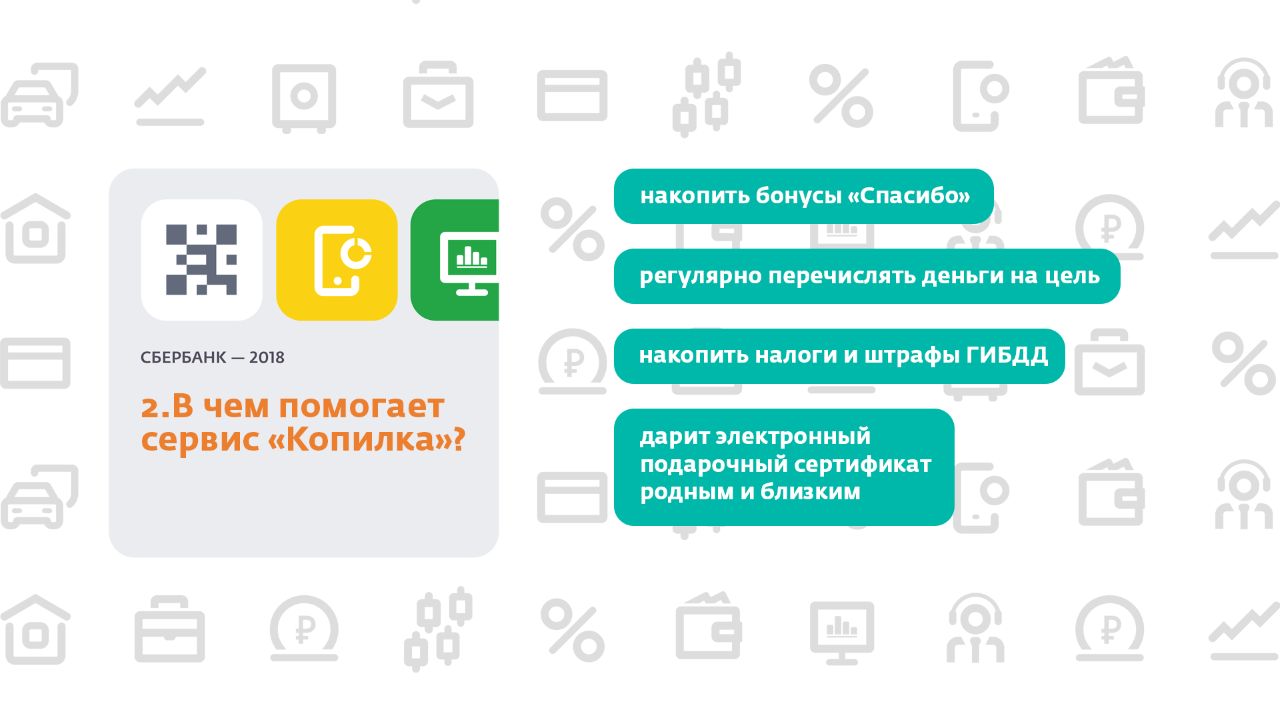 СБЕРБАНК — 2018
2.В чем помогает
сервис «Копилка»?
накопить бонусы «Спасибо»
регулярно перечислять деньги на цель
накопить налоги и штрафы ГИБДД
дарит электронный
подарочный сертификат
родным и близким